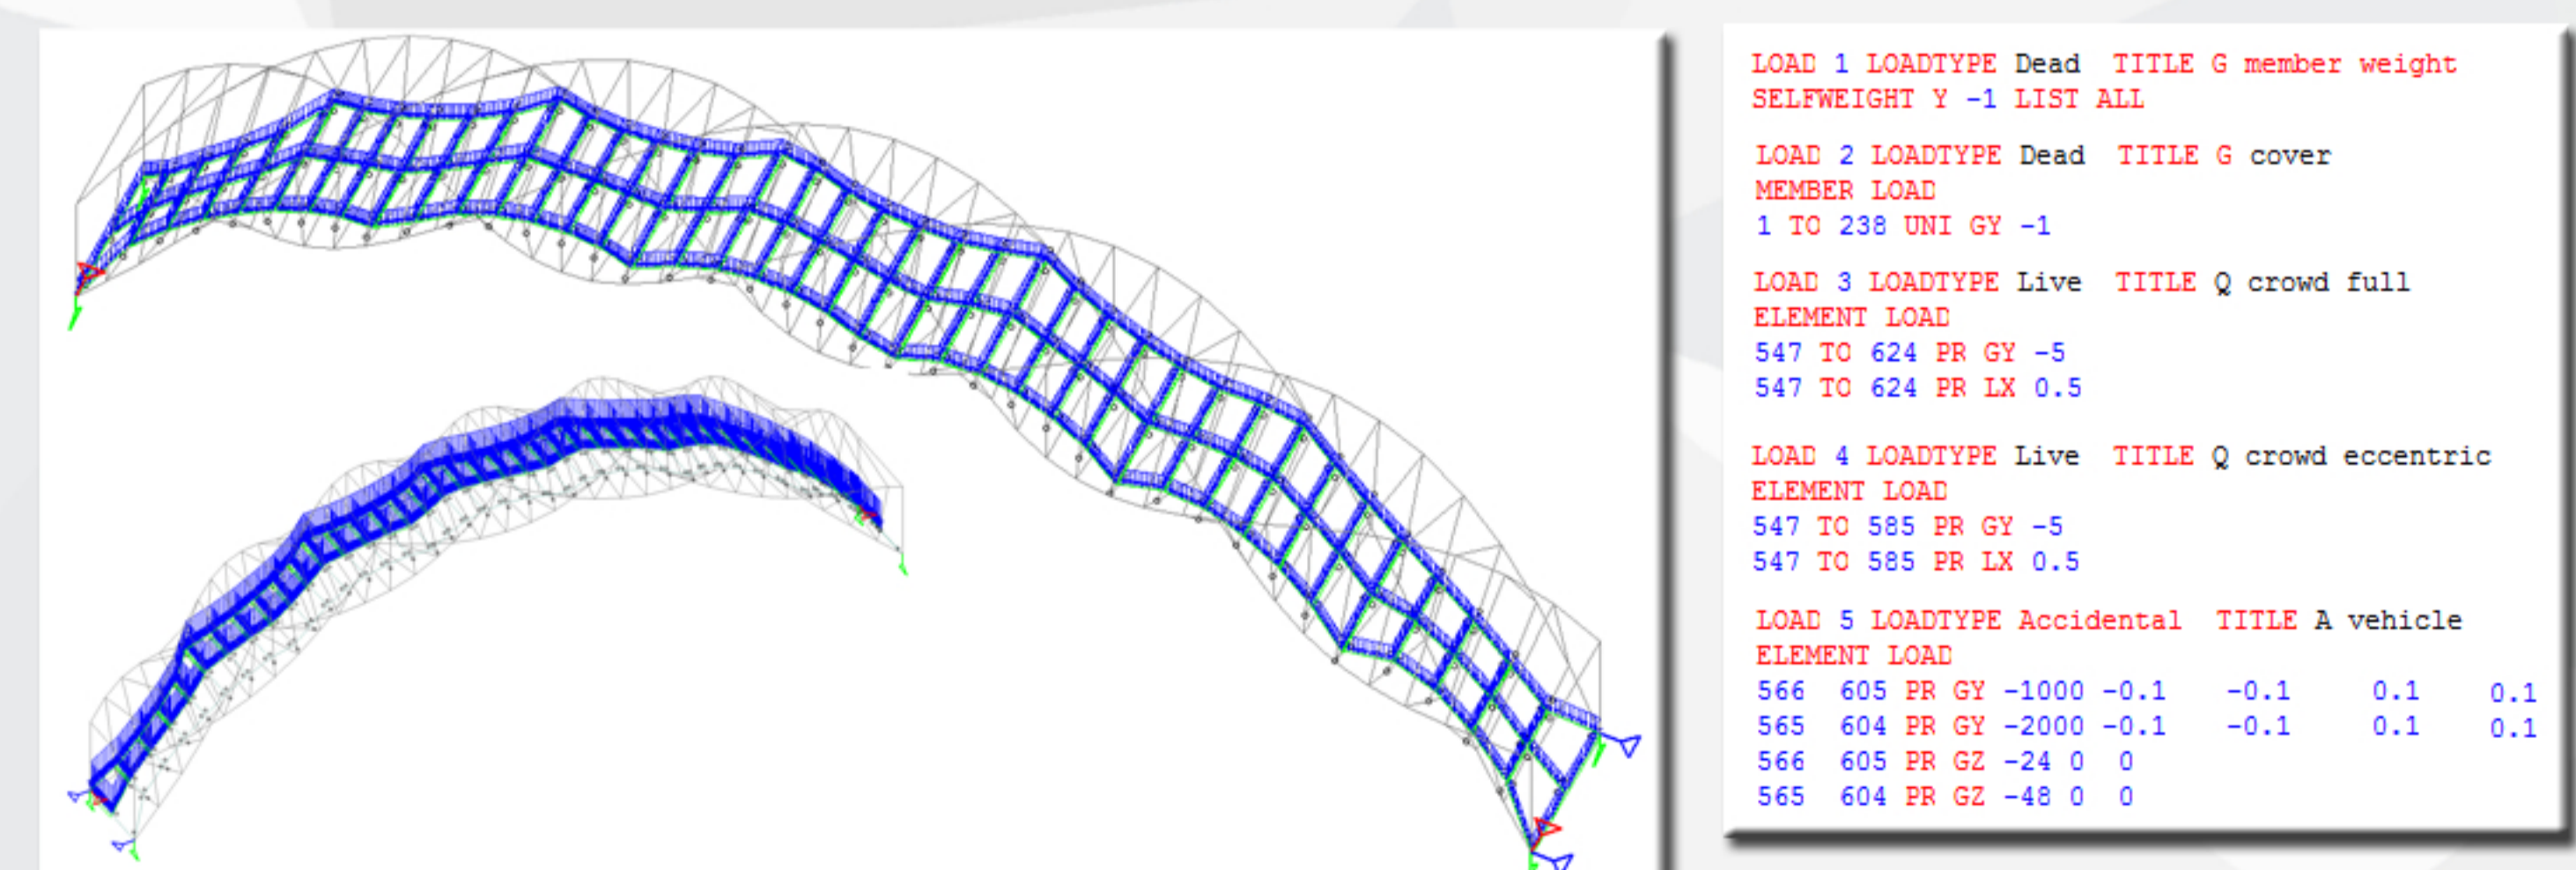 LOAD 1 LOADTYPE Dead TITLE G member weight
SELFWEIGHT Y -1 LIST ALL
LOAD 2 LOADTYPE Dead TITLE G cover
MEMBER LOAD
1 TO 238 UNI GY -1
LOAD 3 LOADTYPE Live TITLE Q crowd full
ELEMENT LOAD
547 TO 624 PR GY -5
547 TO 624 PR LX 0.5
LOAD 4 LOADTYPE Live TITLE Q crowd eccentric
ELEMENT LOAD
547 TO 585 PR GY -5
547 TO 585 PR LX 0.5
LOAD 5 LOADTYPE Accidental TITLE A vehicle
ELEMENT LOAD
566 605 PR GY -1000 -0.1 -0.1 0.1 0.1
565 604 PR GY -2000 -0.1 -0.1 0.1 0.1
566 605 PR GZ -24 0 0
565 604 PR GZ -48 0 0